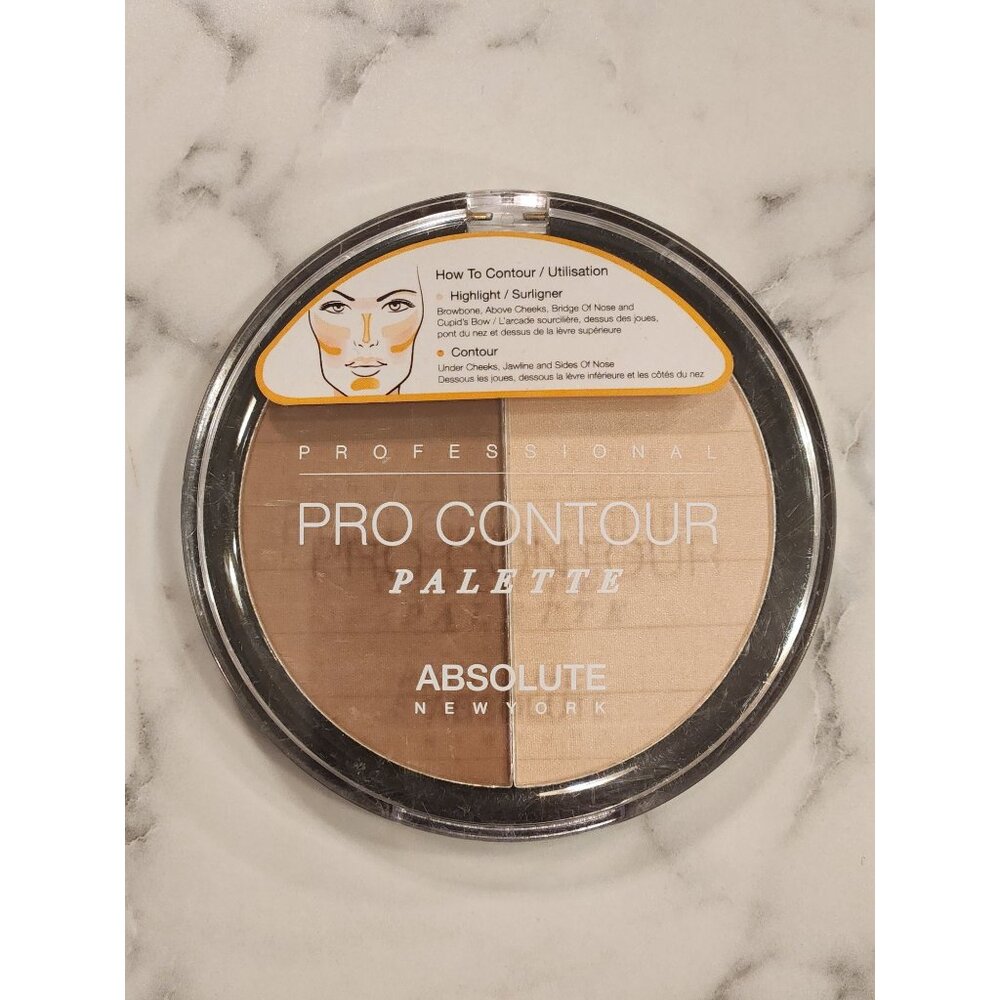 How To Contour / Utilisation
Highlight / Surligner
Browbone, Above Cheeks, Bridge Of Nose and
Cupid's Bow / L'arcade sourcilière, dessus des joues,
pont du nez et dessus de la lèvre supérieure
Contour
Under Cheeks, Jawline and Sides Of Nose
Dessous les joues, dessous la lèvre inférieure et les côtés du nez
PROFESSIONAL
PRO CONTOUR
PALETTE
ABSOLUTE
NEW YORK